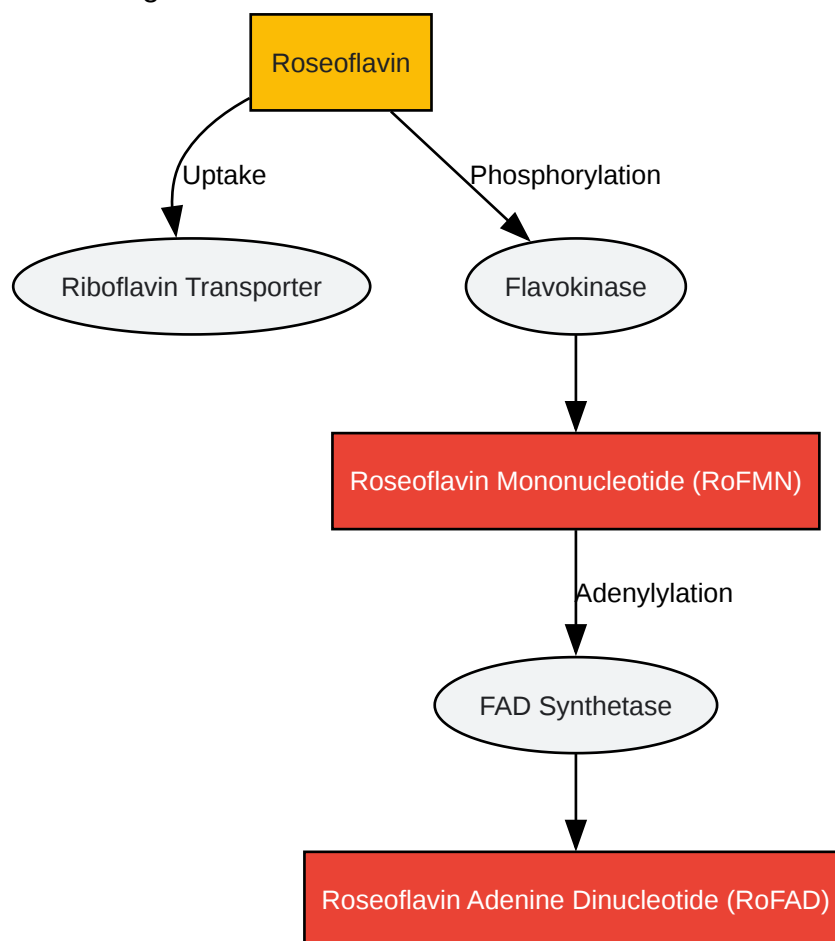 Roseoflavin
Uptake
Phosphorylation
Riboflavin Transporter
Flavokinase
Roseoflavin Mononucleotide (RoFMN)
Adenylylation
FAD Synthetase
Roseoflavin Adenine Dinucleotide (RoFAD)